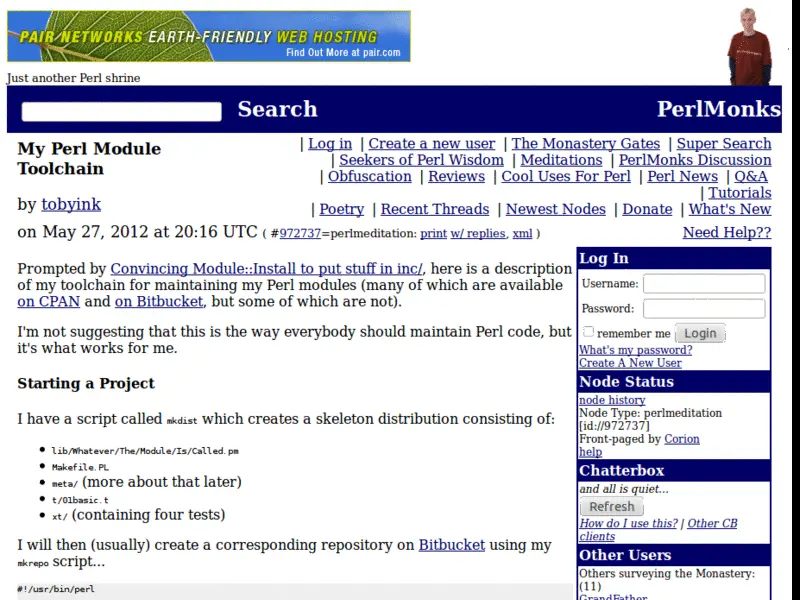 PAIR NETWORKS EARTH-FRIENDLY WEB HOSTING
Find Out More at pair.com
Just another Perl shrine
Search
PerlMonks
My Perl Module
Toolchain
by tobyink
on May 27, 2012 at 20:16 UTC ( #972737=perlmeditation: print w/ replies, xml )
| Log in | Create a new user | The Monastery Gates | Super Search
| Seekers of Perl Wisdom | Meditations | PerlMonks Discussion
| Obfuscation | Reviews | Cool Uses For Perl | Perl News | Q&A
| Tutorials
| Poetry | Recent Threads | Newest Nodes | Donate | What's New
Need Help??
Prompted by Convincing Module::Install to put stuff in inc/, here is a description
of my toolchain for maintaining my Perl modules (many of which are available
on CPAN and on Bitbucket, but some of which are not).
I'm not suggesting that this is the way everybody should maintain Perl code, but
it's what works for me.
Starting a Project
I have a script called mkdist which creates a skeleton distribution consisting of:
• lib/Whatever/The/Module/Is/Called.pm
• Makefile.PL
• meta/ (more about that later)
• t/01basic.t
• xt/ (containing four tests)
I will then (usually) create a corresponding repository on Bitbucket using my
mkrepo script...
#!/usr/bin/perl
Log In
Username:
Password:
remember me Login
What's my password?
Create A New User
Node Status
node history
Node Type: perlmeditation
[id://972737]
Front-paged by Corion
help
Chatterbox
and all is quiet...
Refresh
How do I use this? | Other CB
clients
Other Users
Others surveying the Monastery:
(11)
GrandFather